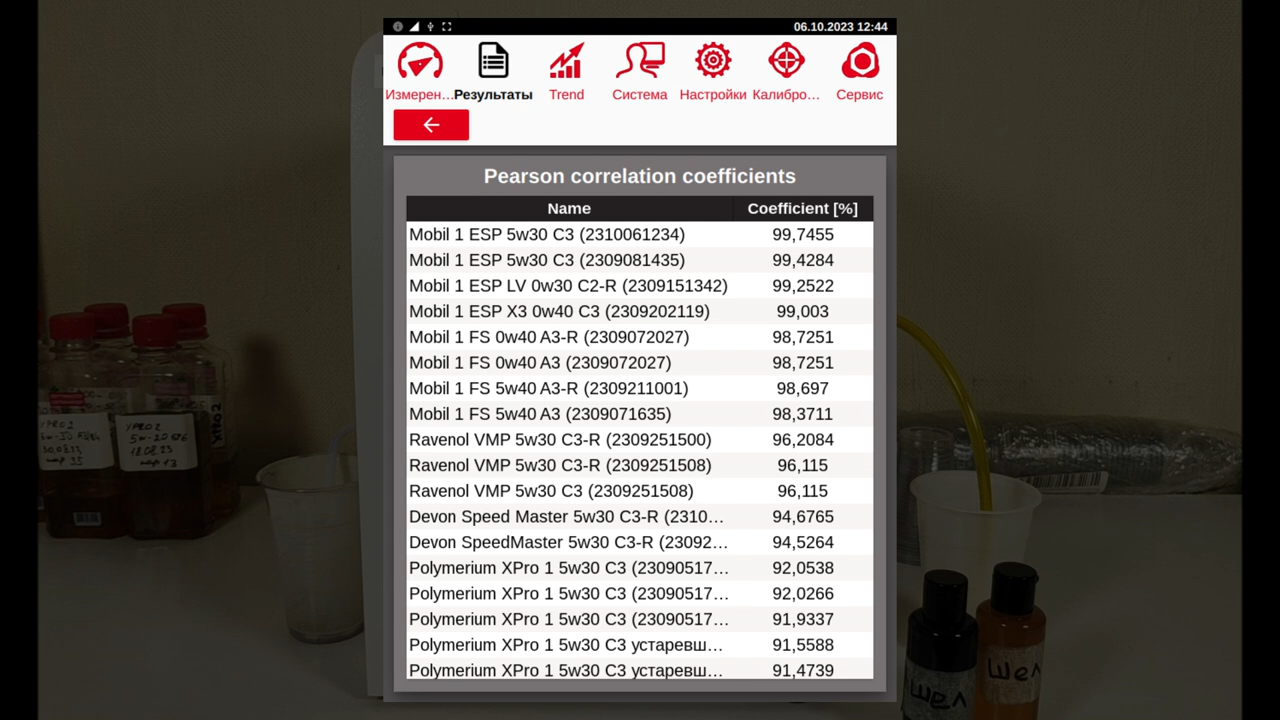 06.10.2023 12:44
Измерен… Результаты Trend Система Настройки Калибро… Сервис
Pearson correlation coefficients
Name Coefficient [%]
Mobil 1 ESP 5w30 C3 (2310061234) 99,7455
Mobil 1 ESP 5w30 C3 (2309081435) 99,4284
Mobil 1 ESP LV 0w30 C2-R (2309151342) 99,2522
Mobil 1 ESP X3 0w40 C3 (2309202119) 99,003
Mobil 1 FS 0w40 A3-R (2309072027) 98,7251
Mobil 1 FS 0w40 A3 (2309072027) 98,7251
Mobil 1 FS 5w40 A3-R (2309211001) 98,697
Mobil 1 FS 5w40 A3 (2309071635) 98,3711
Ravenol VMP 5w30 C3-R (2309251500) 96,2084
Ravenol VMP 5w30 C3-R (2309251508) 96,115
Ravenol VMP 5w30 C3 (2309251508) 96,115
Devon Speed Master 5w30 C3-R (2310… 94,6765
Devon SpeedMaster 5w30 C3-R (23092… 94,5264
Polymerium XPro 1 5w30 C3 (23090517… 92,0538
Polymerium XPro 1 5w30 C3 (23090517… 92,0266
Polymerium XPro 1 5w30 C3 (23090517… 91,9337
Polymerium XPro 1 5w30 C3 устаревш… 91,5588
Polymerium XPro 1 5w30 C3 устаревш… 91,4739
XPRO2
5w-20
18.08.23
Шел
Шел